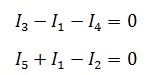 I₃ − I₁ − I₄ = 0
I₅ + I₁ − I₂ = 0